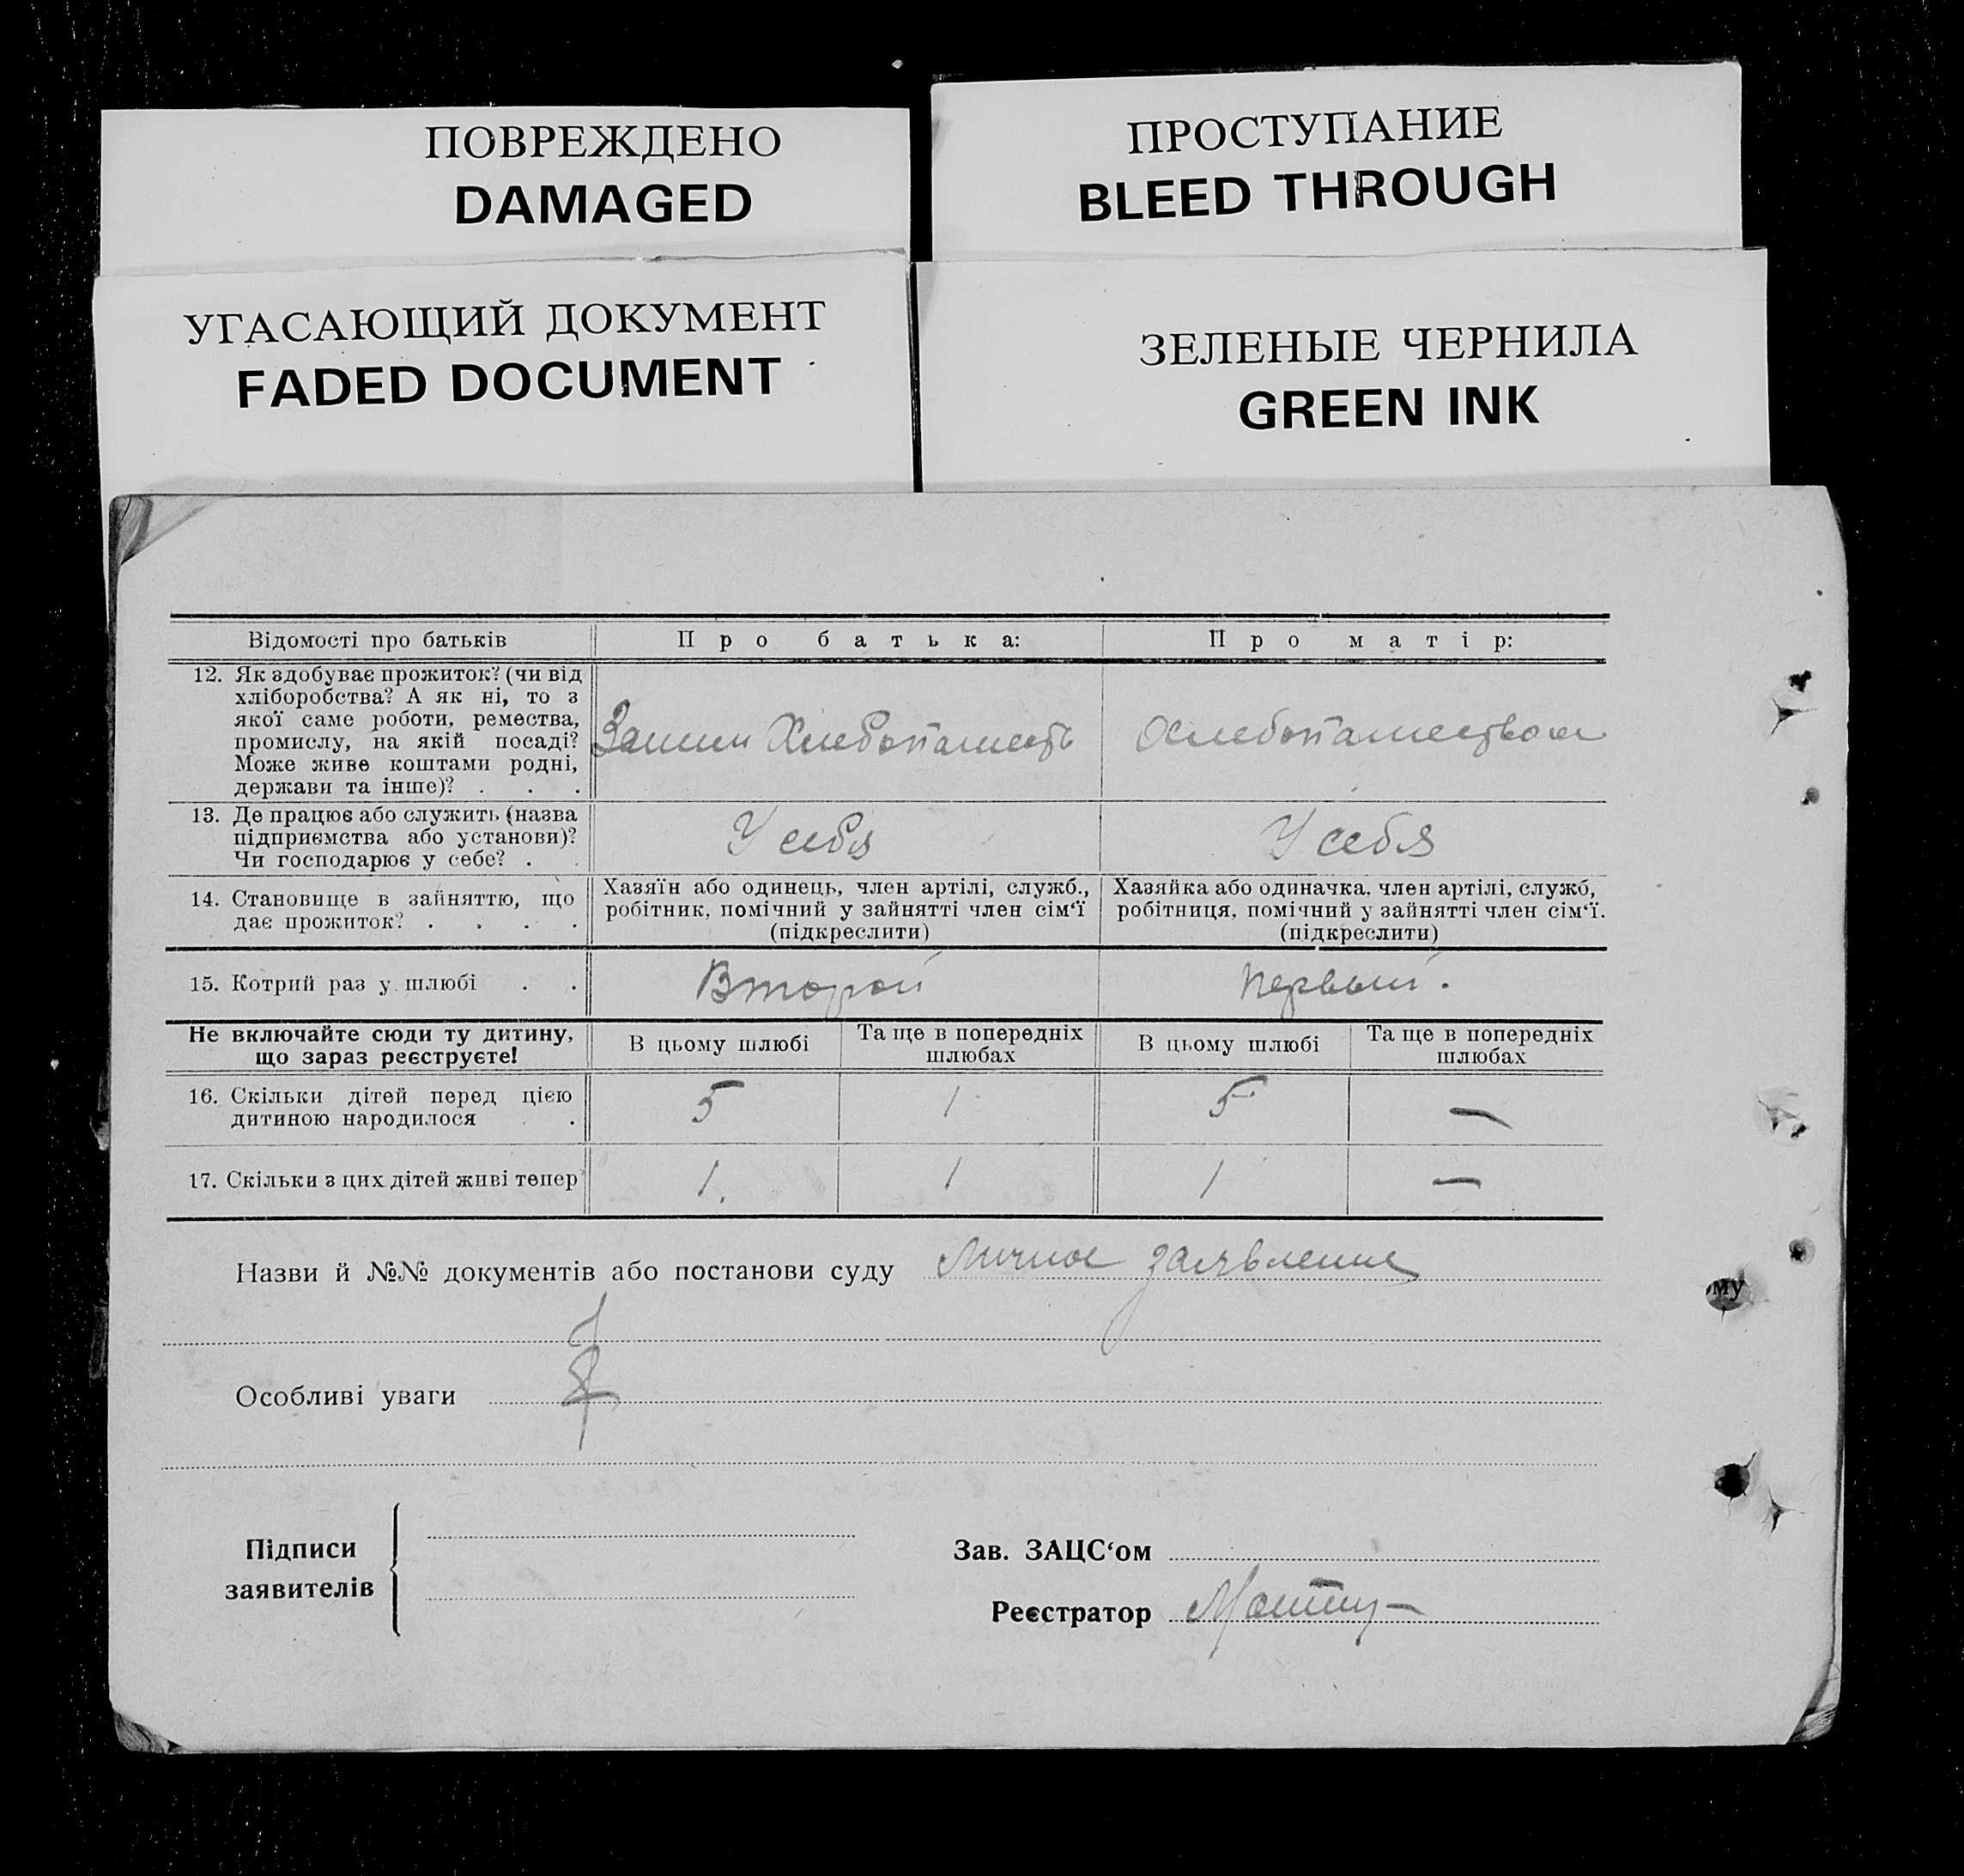 ПОВРЕЖДЕНО
DAMAGED
ПРОСТУПАНИЕ
BLEED THROUGH
УГАСАЮЩИЙ ДОКУМЕНТ
FADED DOCUMENT
ЗЕЛЕНЫЕ ЧЕРНИЛА
GREEN INK
Відомості про батьків
Про батька:
Про матір:
12. Як здобуває прожиток? (чи від
хліборобства? А як ні, то з
якої саме роботи, ремества,
промислу, на якій посаді?
Може живе коштами родні,
держави та інше)? . . .
13. Де працює або служить (назва
підприємства або установи)?
Чи господарює у себе? .
У себя
У себя
14. Становище в зайняттю, що
дає прожиток? . . . .
Хазяїн або одинець, член артілі, служб.,
робітник, помічний у зайнятті член сім‘ї
(підкреслити)
Хазяйка або одиначка, член артілі, служб,
робітниця, помічний у зайнятті член сім‘ї.
(підкреслити)
15. Котрий раз у шлюбі . .
Второй
Первый.
Не включайте сюди ту дитину,
що зараз реєструєте!
В цьому шлюбі
Та ще в попередніх
шлюбах
В цьому шлюбі
Та ще в попередніх
шлюбах
16. Скільки дітей перед цією
дитиною народилося . .
5
1
5
—
17. Скільки з цих дітей живі тепер
1.
1
1
—
Назви й №№ документів або постанови суду Личное заявление
Особливі уваги
Підписи
заявителів
Зав. ЗАЦС‘ом
Реєстратор
му